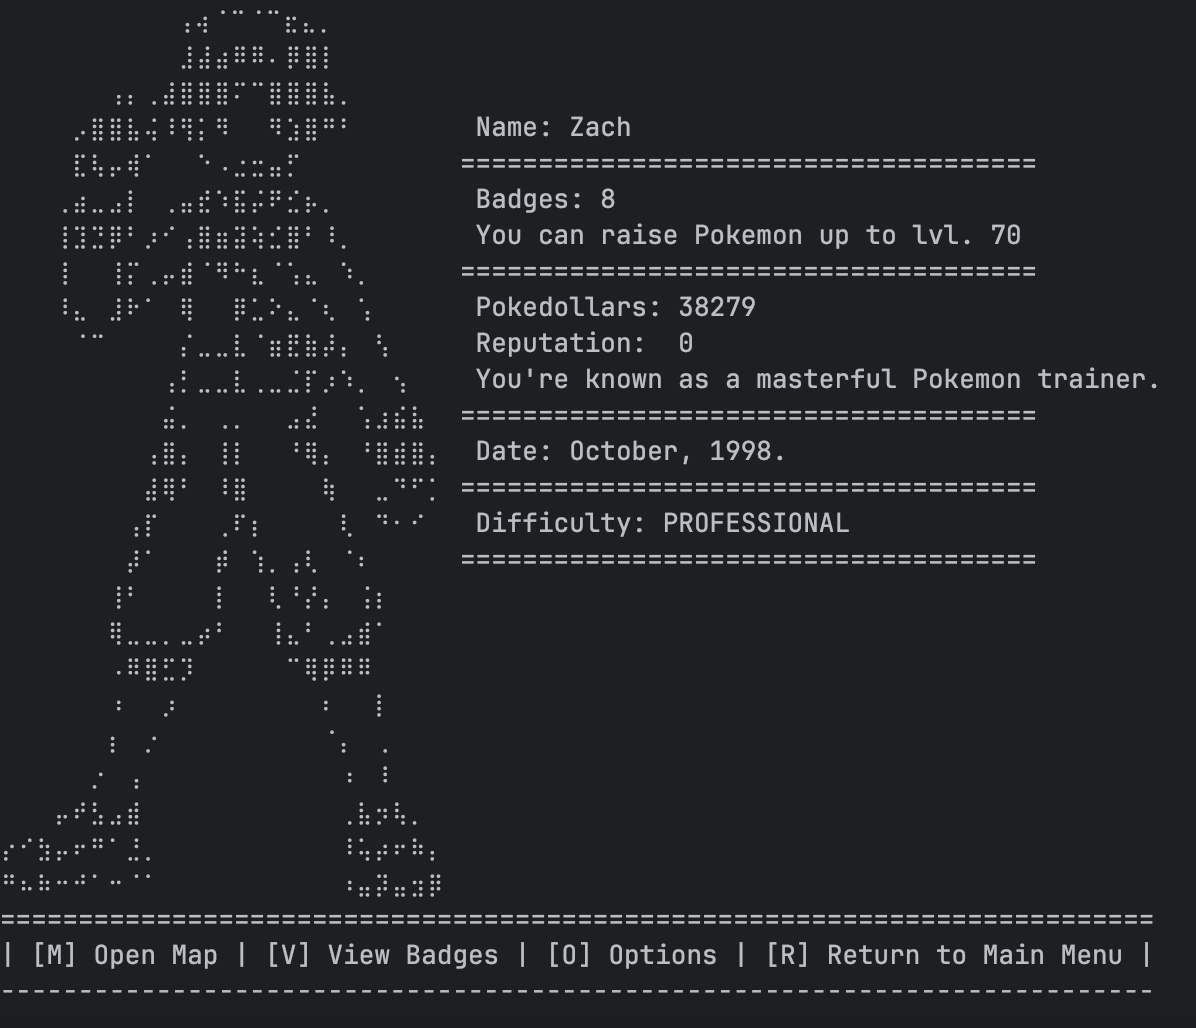 Name: Zach
=====================================
Badges: 8
You can raise Pokemon up to lvl. 70
=====================================
Pokedollars: 38279
Reputation:  0
You're known as a masterful Pokemon trainer.
=====================================
Date: October, 1998.
=====================================
Difficulty: PROFESSIONAL
=====================================
==========================================================================
| [M] Open Map | [V] View Badges | [O] Options | [R] Return to Main Menu |
--------------------------------------------------------------------------